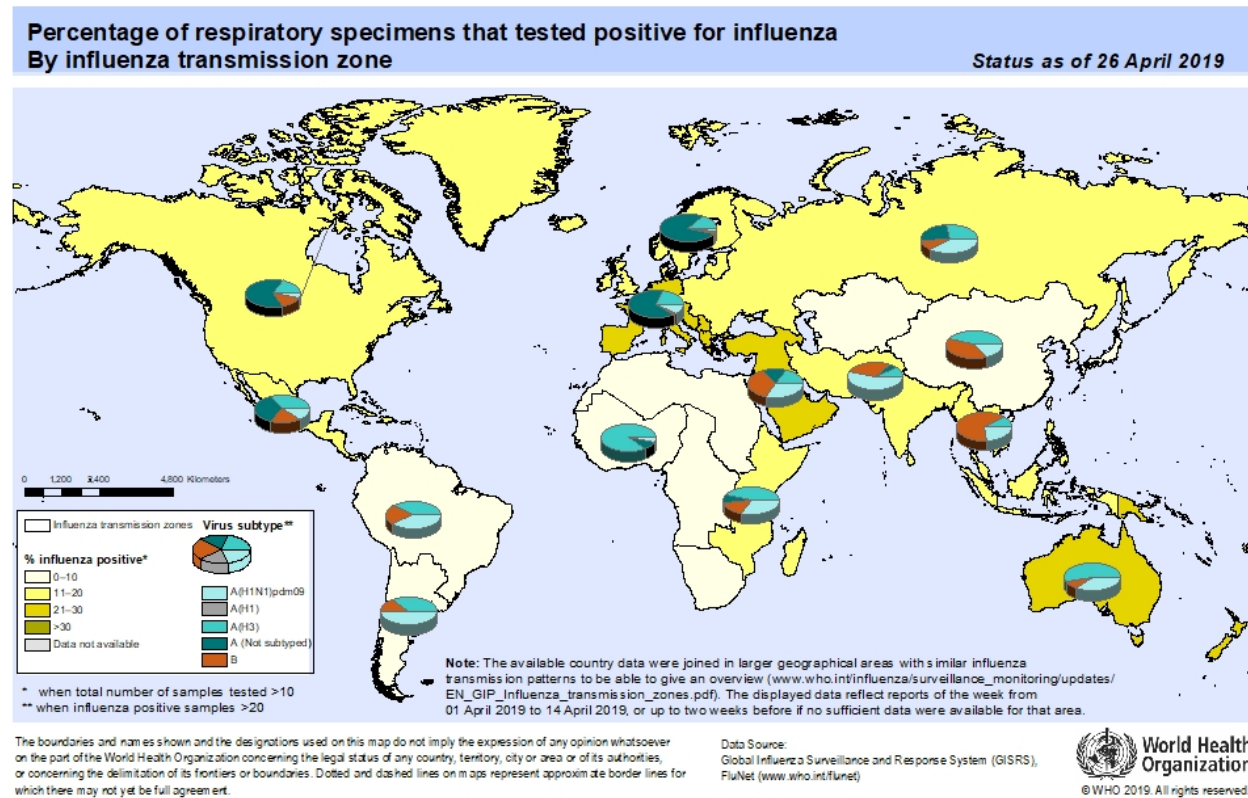 Percentage of respiratory specimens that tested positive for influenza
By influenza transmission zone
Status as of 26 April 2019
0 1,200 2,400 4,800 Kilometers
Influenza transmission zones
Virus subtype**
% influenza positive*
0–10
11–20
21–30
>30
Data not available
A(H1N1)pdm09
A(H1)
A(H3)
A (Not subtyped)
B
* when total number of samples tested >10
** when influenza positive samples >20
Note: The available country data were joined in larger geographical areas with similar influenza
transmission patterns to be able to give an overview (www.who.int/influenza/surveillance_monitoring/updates/
EN_GIP_Influenza_transmission_zones.pdf). The displayed data reflect reports of the week from
01 April 2019 to 14 April 2019, or up to two weeks before if no sufficient data were available for that area.
The boundaries and names shown and the designations used on this map do not imply the expression of any opinion whatsoever
on the part of the World Health Organization concerning the legal status of any country, territory, city or area or of its authorities,
or concerning the delimitation of its frontiers or boundaries. Dotted and dashed lines on maps represent approximate border lines for
which there may not yet be full agreement.
Data Source:
Global Influenza Surveillance and Response System (GISRS),
FluNet (www.who.int/flunet)
World Health
Organization
© WHO 2019. All rights reserved.